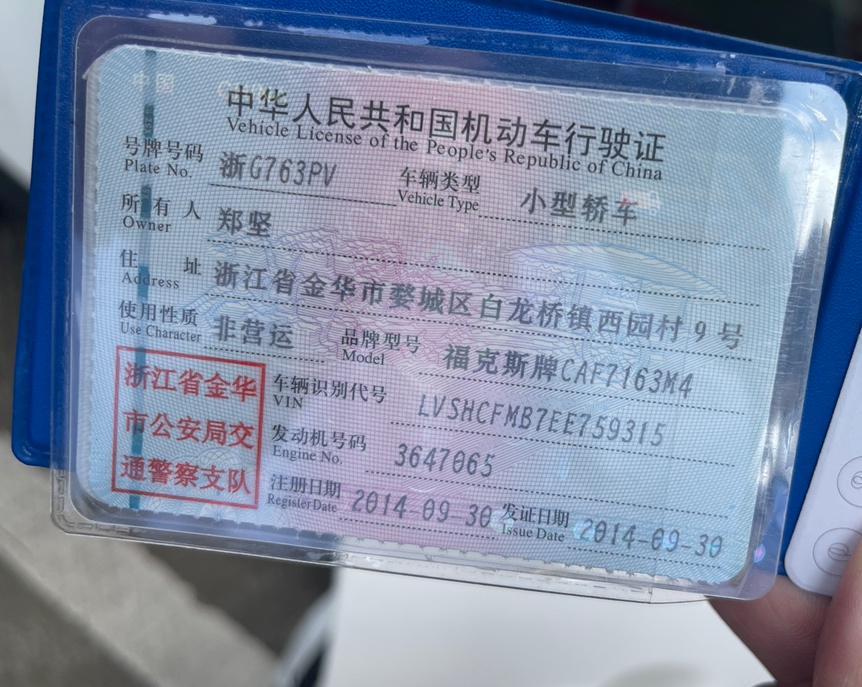 中国
中华人民共和国机动车行驶证
Vehicle License of the People's Republic of China
号牌号码 浙G763PV 车辆类型 小型轿车
Plate No. Vehicle Type
所有人 郑坚
Owner
住址 浙江省金华市婺城区白龙桥镇西园村9号
Address
使用性质 非营运 品牌型号 福克斯牌CAF7163M4
Use Character Model
浙江省金华
市公安局交
通警察支队
车辆识别代号 LVSHCFMB7EE759315
VIN
发动机号码 3647065
Engine No.
注册日期 2014-09-30 发证日期 2014-09-30
Register Date Issue Date